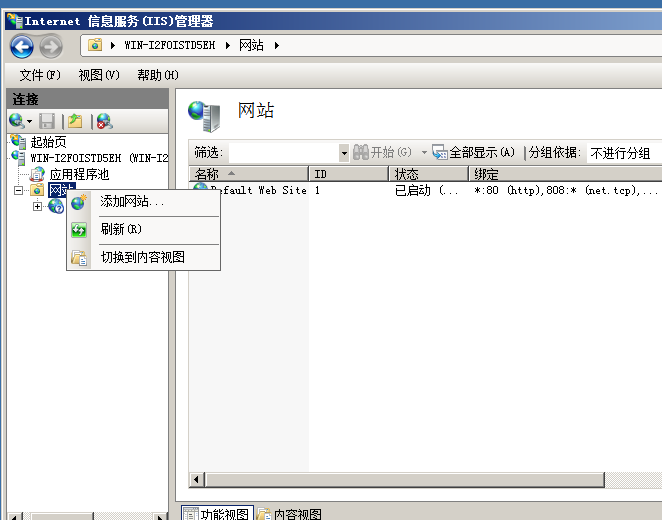 Internet 信息服务(IIS)管理器
WIN-I2FOISTD5EH 网站
文件(F) 视图(V) 帮助(H)
连接
起始页
WIN-I2FOISTD5EH (WIN-I2
应用程序池
网站
添加网站...
刷新(R)
切换到内容视图
网站
筛选: 开始(G) 全部显示(A) 分组依据: 不进行分组
名称 ID 状态 绑定
Default Web Site 1 已启动 (... *:80 (http),808:* (net.tcp),...
功能视图 内容视图